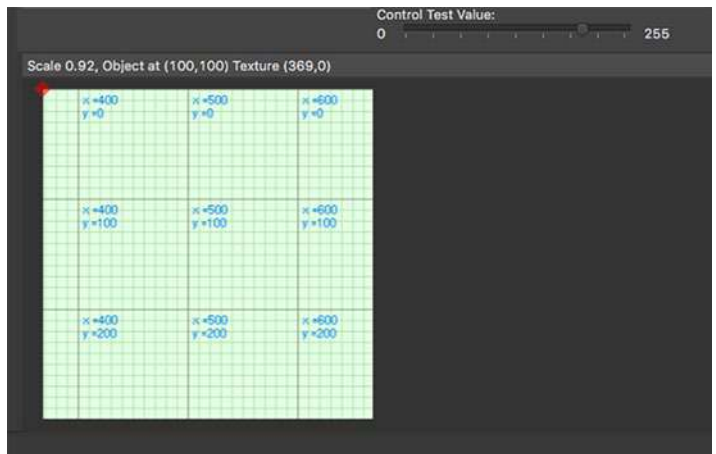 Control Test Value:
0 255
Scale 0.92, Object at (100,100) Texture (369,0)
x =400 x =500 x =600
y =0 y =0 y =0
x =400 x =500 x =600
y =100 y =100 y =100
x =400 x =500 x =600
y =200 y =200 y =200